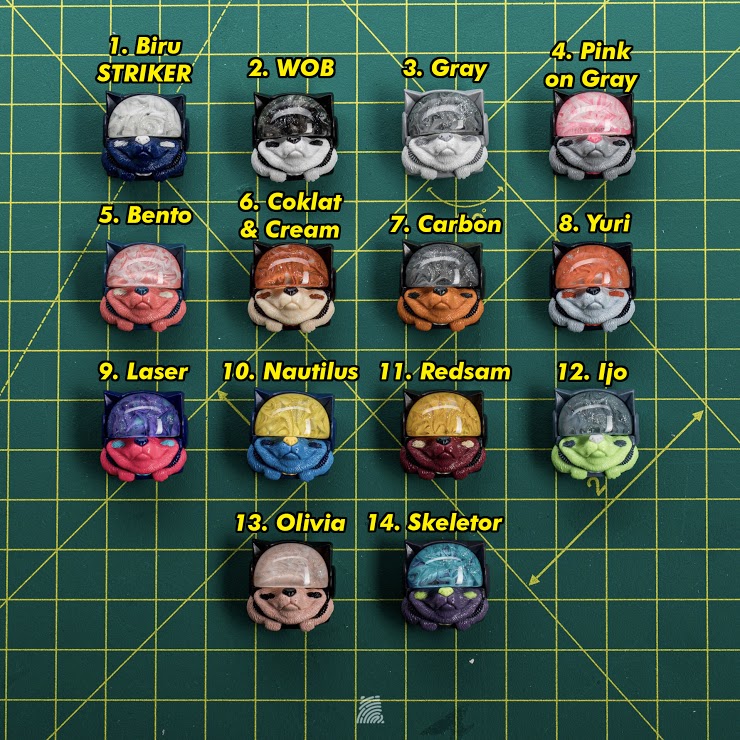 1. Biru
STRIKER
2. WOB
3. Gray
4. Pink
on Gray
5. Bento
6. Coklat
& Cream
7. Carbon
8. Yuri
9. Laser
10. Nautilus
11. Redsam
12. Ijo
13. Olivia
14. Skeletor